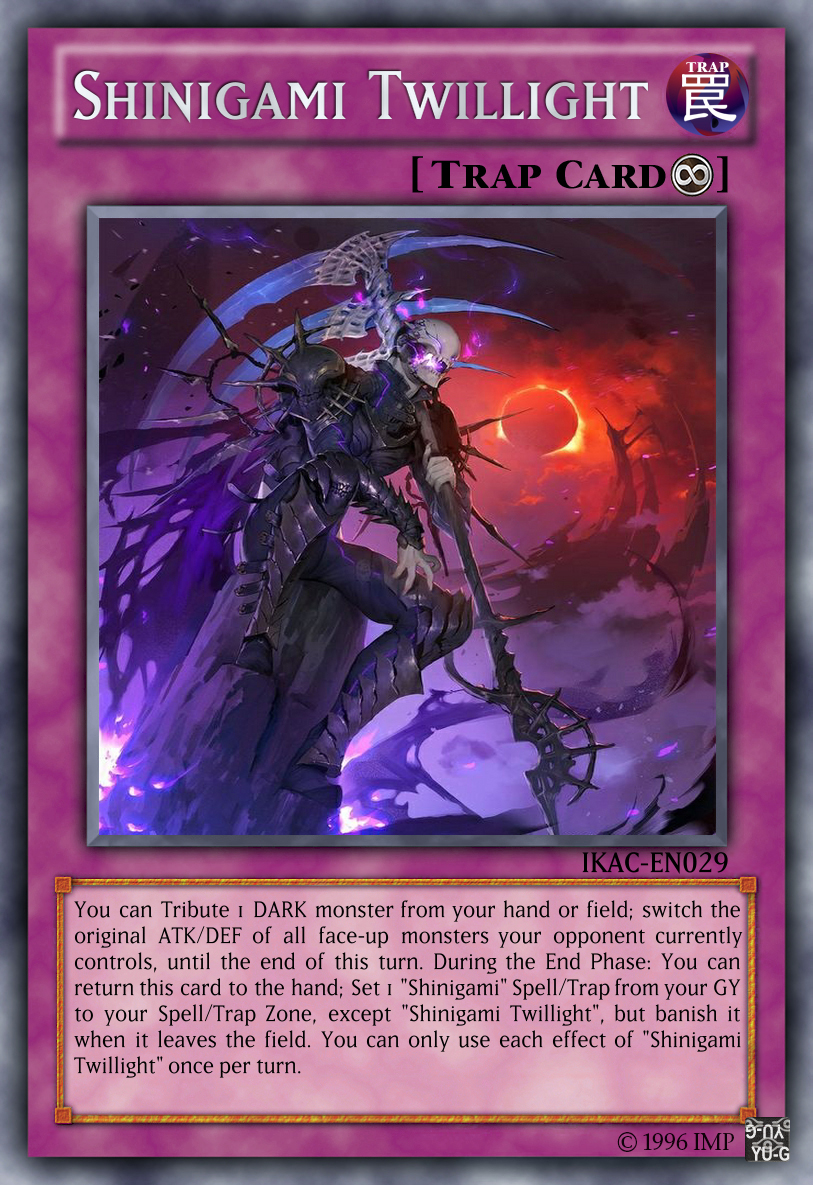 SHINIGAMI TWILLIGHT
TRAP
罠
[TRAP CARD∞]
IKAC-EN029
You can Tribute 1 DARK monster from your hand or field; switch the
original ATK/DEF of all face-up monsters your opponent currently
controls, until the end of this turn. During the End Phase: You can
return this card to the hand; Set 1 "Shinigami" Spell/Trap from your GY
to your Spell/Trap Zone, except "Shinigami Twillight", but banish it
when it leaves the field. You can only use each effect of "Shinigami
Twillight" once per turn.
© 1996 IMP
YU-G